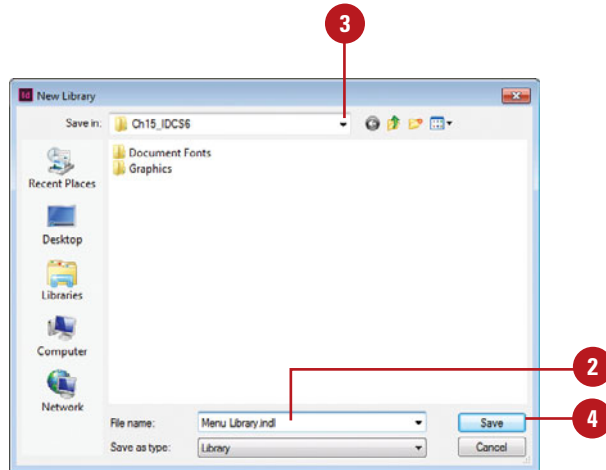 3
Id New Library
Save in: Ch15_IDCS6
Document Fonts
Graphics
Recent Places
Desktop
Libraries
Computer
Network
2
File name: Menu Library.indl Save
4
Save as type: Library Cancel